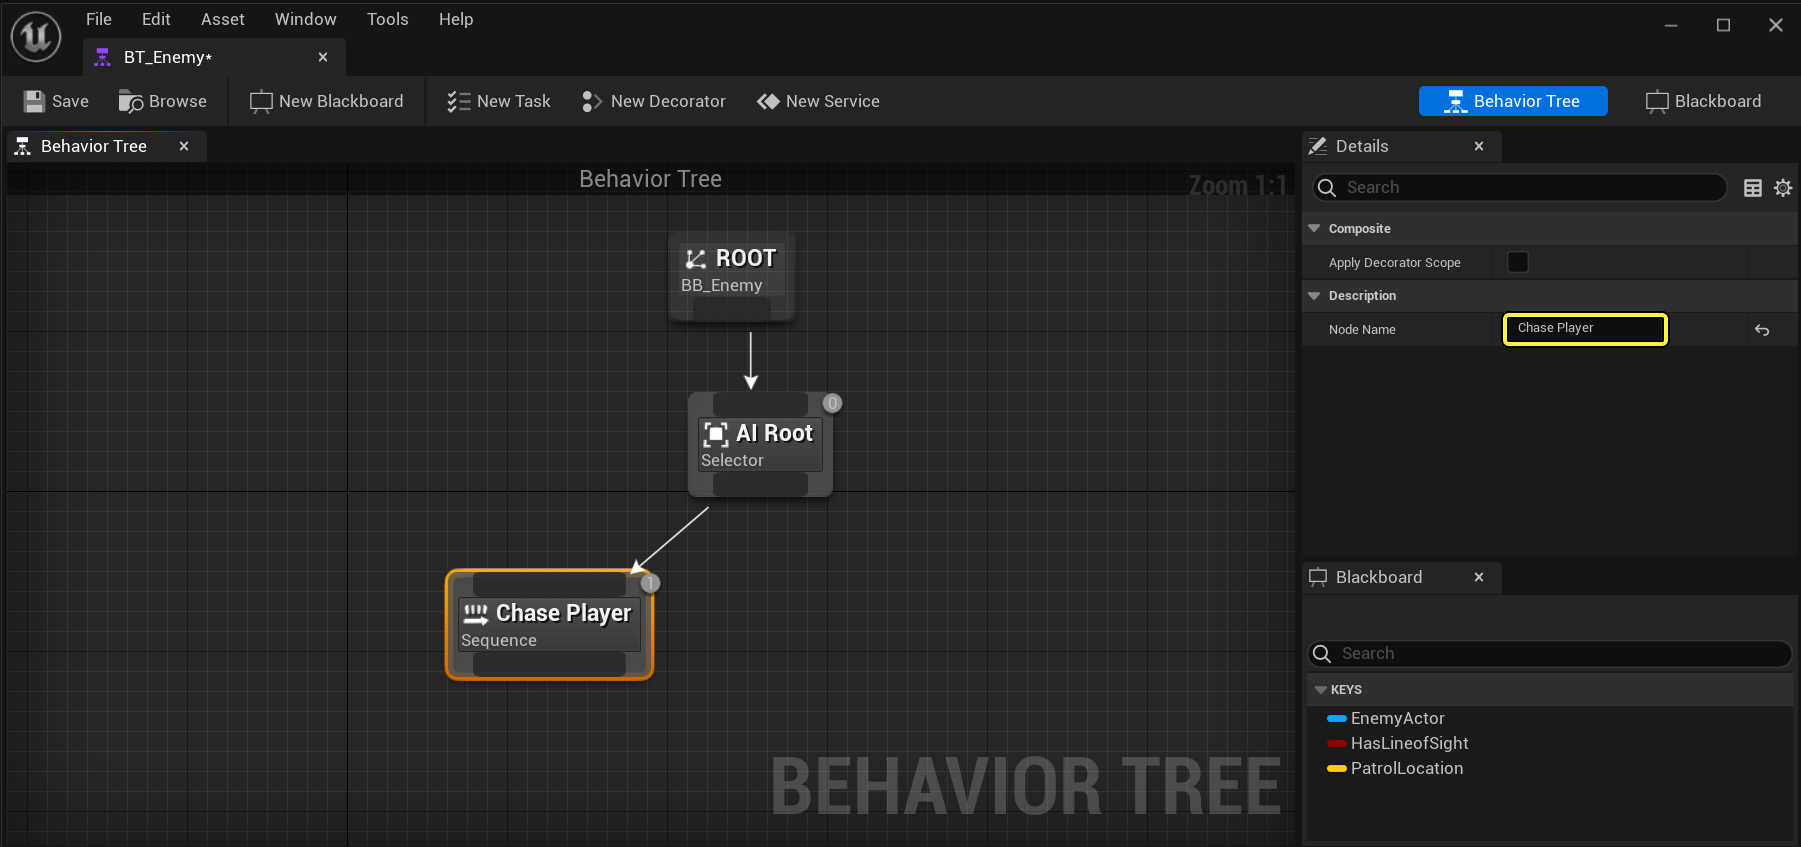 File Edit Asset Window Tools Help
BT_Enemy*
Save Browse New Blackboard New Task New Decorator New Service Behavior Tree Blackboard
Behavior Tree
Behavior Tree
Zoom 1:1
ROOT
BB_Enemy
0
AI Root
Selector
1
Chase Player
Sequence
BEHAVIOR TREE
Details
Search
Composite
Apply Decorator Scope
Description
Node Name Chase Player
Blackboard
Search
KEYS
EnemyActor
HasLineofSight
PatrolLocation